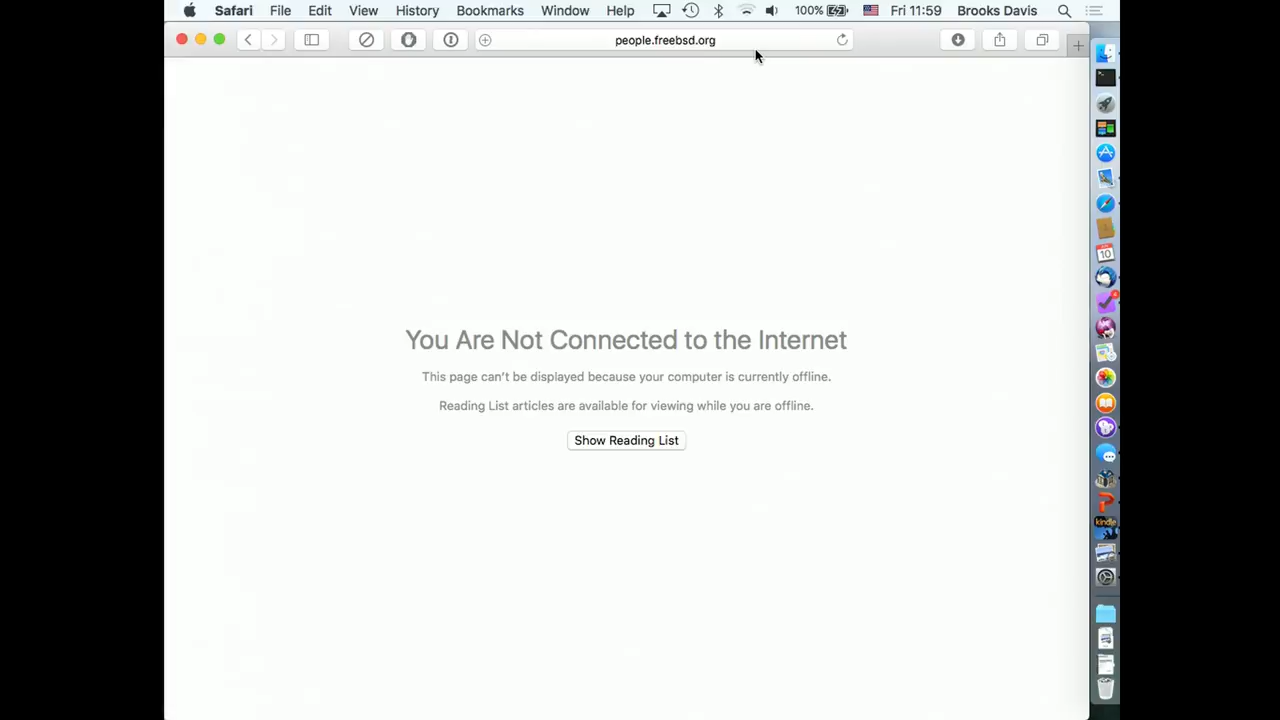 Safari File Edit View History Bookmarks Window Help 100% Fri 11:59 Brooks Davis
people.freebsd.org
You Are Not Connected to the Internet
This page can't be displayed because your computer is currently offline.
Reading List articles are available for viewing while you are offline.
Show Reading List
10
kindle